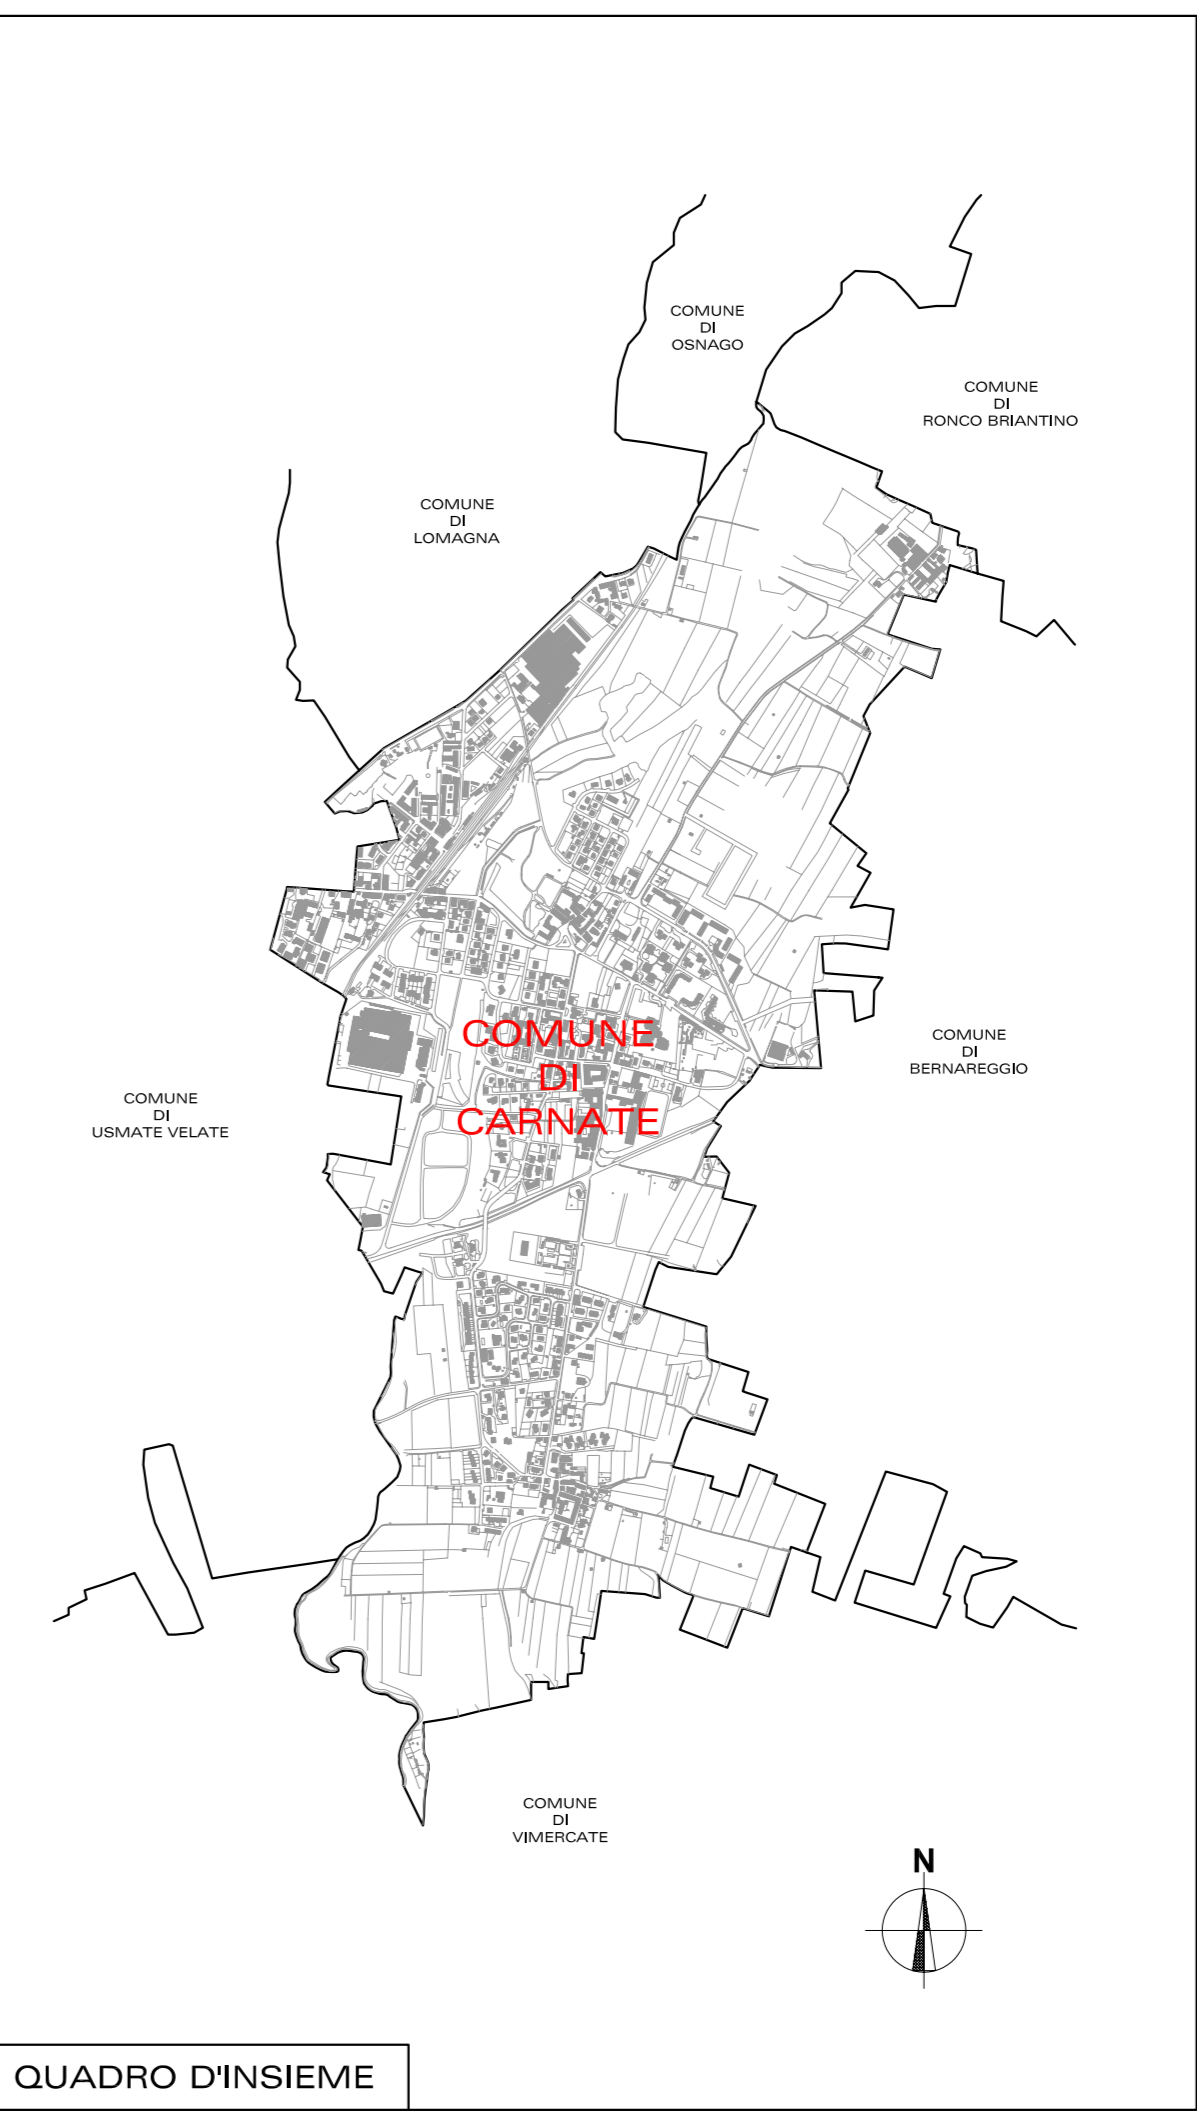 COMUNE
DI
OSNAGO
COMUNE
DI
RONCO BRIANTINO
COMUNE
DI
LOMAGNA
COMUNE
DI
CARNATE
COMUNE
DI
BERNAREGGIO
COMUNE
DI
USMATE VELATE
COMUNE
DI
VIMERCATE
N
QUADRO D'INSIEME